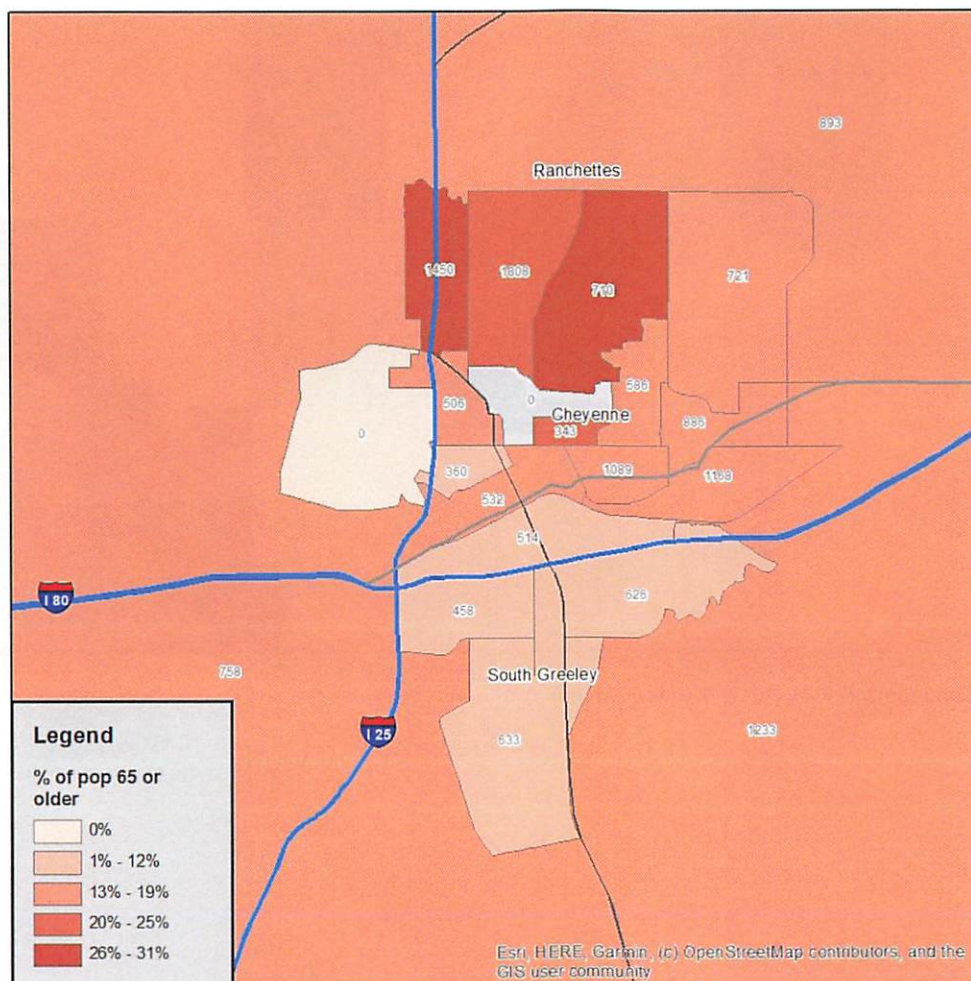 893
Ranchettes
1450
1808
710
721
586
0
506
Cheyenne
343
886
0
360
1089
1168
532
514
I 80
458
626
758
South Greeley
I 25
633
1233
Legend
% of pop 65 or
older
0%
1% - 12%
13% - 19%
20% - 25%
26% - 31%
Esri, HERE, Garmin, (c) OpenStreetMap contributors, and the
GIS user community